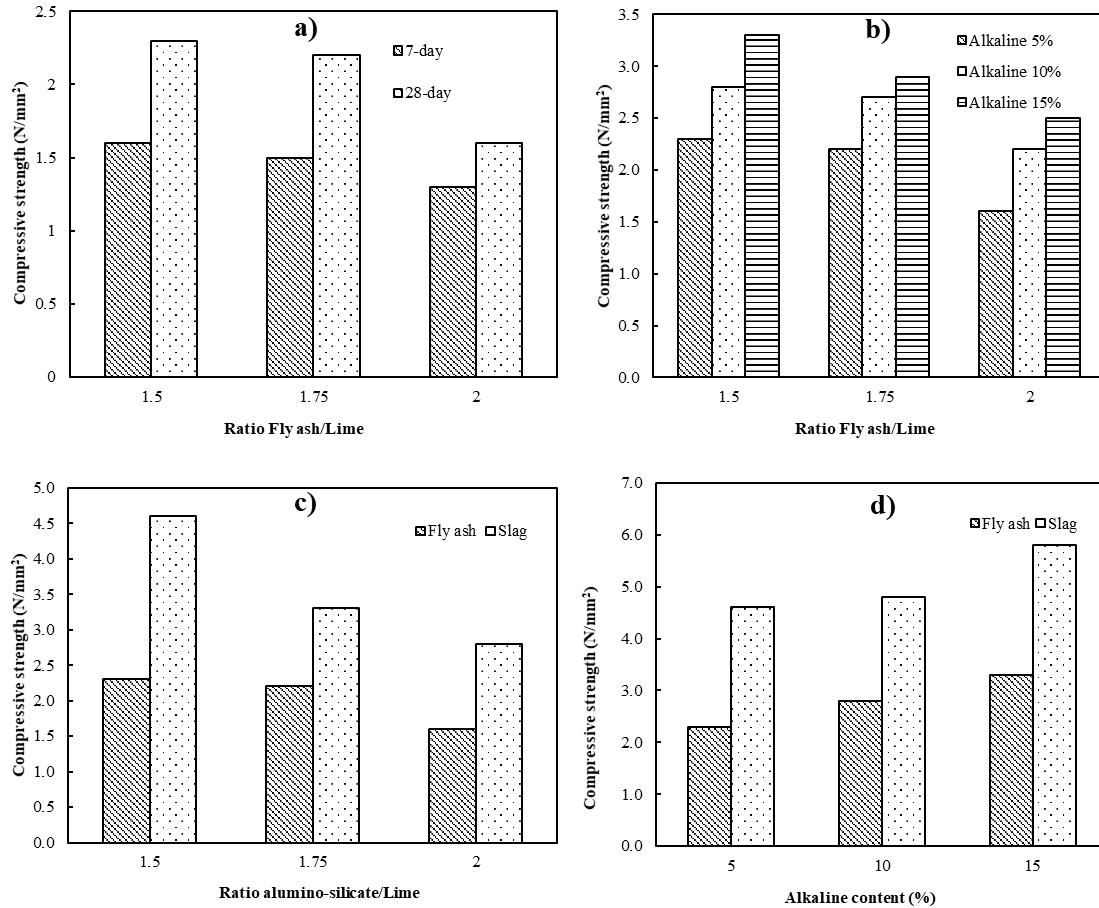 a)
2.5
2
1.5
1
0.5
0
Compressive strength (N/mm²)
7-day
28-day
1.5 1.75 2
Ratio Fly ash/Lime
b)
3.5
3.0
2.5
2.0
1.5
1.0
0.5
0.0
Compressive strength (N/mm²)
Alkaline 5%
Alkaline 10%
Alkaline 15%
1.5 1.75 2
Ratio Fly ash/Lime
c)
5.0
4.5
4.0
3.5
3.0
2.5
2.0
1.5
1.0
0.5
0.0
Compressive strength (N/mm²)
Fly ash Slag
1.5 1.75 2
Ratio alumino-silicate/Lime
d)
7.0
6.0
5.0
4.0
3.0
2.0
1.0
0.0
Compressive strength (N/mm²)
Fly ash Slag
5 10 15
Alkaline content (%)